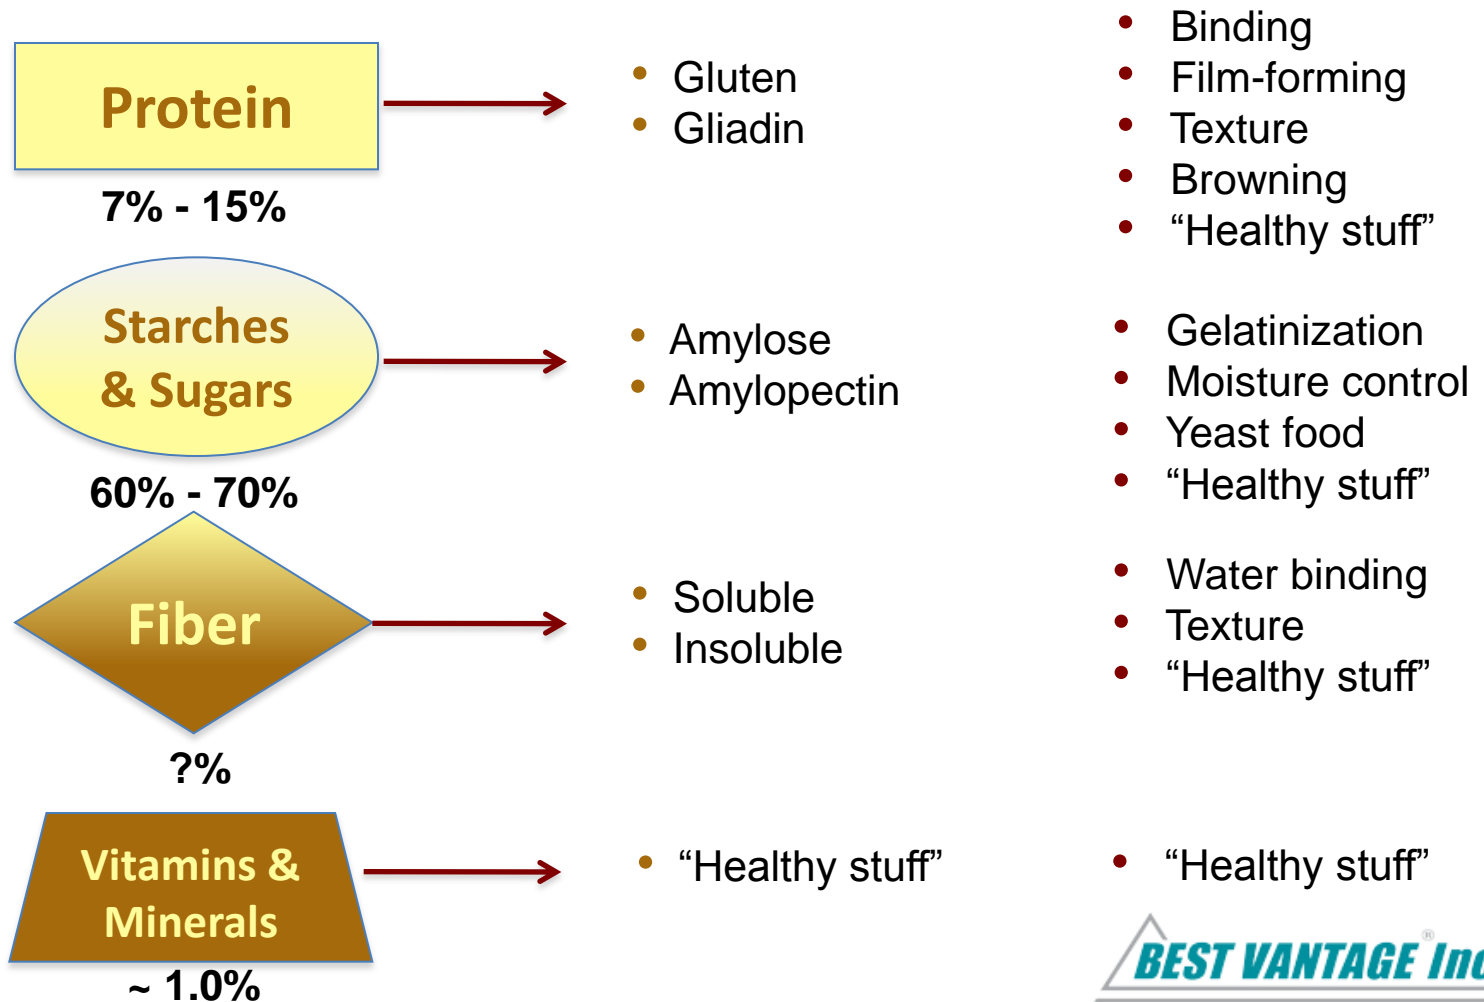 Protein
7% - 15%
• Gluten
• Gliadin
• Binding
• Film-forming
• Texture
• Browning
• “Healthy stuff”
Starches
& Sugars
60% - 70%
• Amylose
• Amylopectin
• Gelatinization
• Moisture control
• Yeast food
• “Healthy stuff”
Fiber
?%
• Soluble
• Insoluble
• Water binding
• Texture
• “Healthy stuff”
Vitamins &
Minerals
~ 1.0%
• “Healthy stuff”
• “Healthy stuff”
BEST VANTAGE® Inc